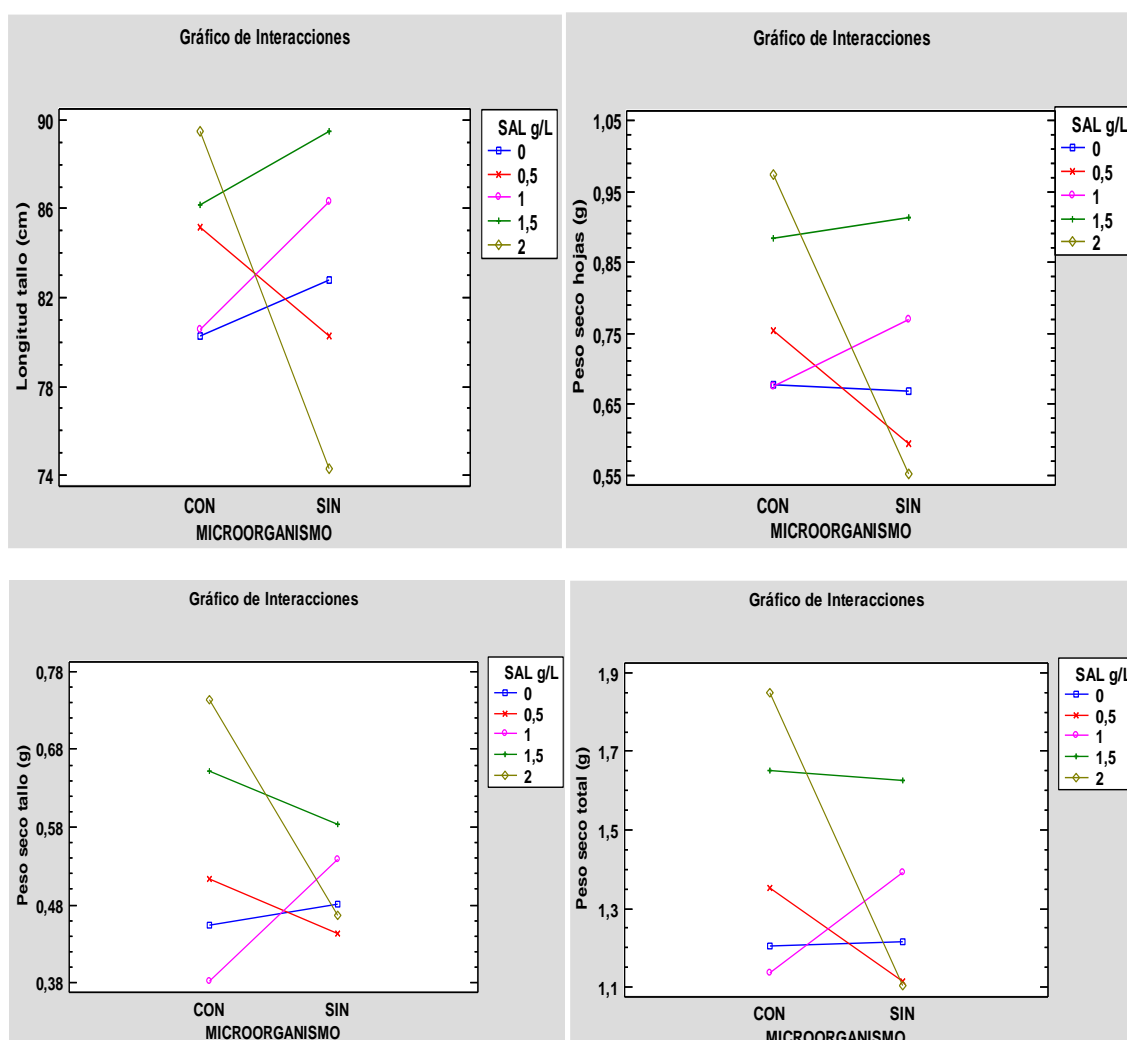 Gráfico de Interacciones
Longitud tallo (cm)
90
86
82
78
74
CON SIN
MICROORGANISMO
SAL g/L
0
0,5
1
1,5
2
Gráfico de Interacciones
Peso seco hojas (g)
1,05
0,95
0,85
0,75
0,65
0,55
CON SIN
MICROORGANISMO
SAL g/L
0
0,5
1
1,5
2
Gráfico de Interacciones
Peso seco tallo (g)
0,78
0,68
0,58
0,48
0,38
CON SIN
MICROORGANISMO
SAL g/L
0
0,5
1
1,5
2
Gráfico de Interacciones
Peso seco total (g)
1,9
1,7
1,5
1,3
1,1
CON SIN
MICROORGANISMO
SAL g/L
0
0,5
1
1,5
2